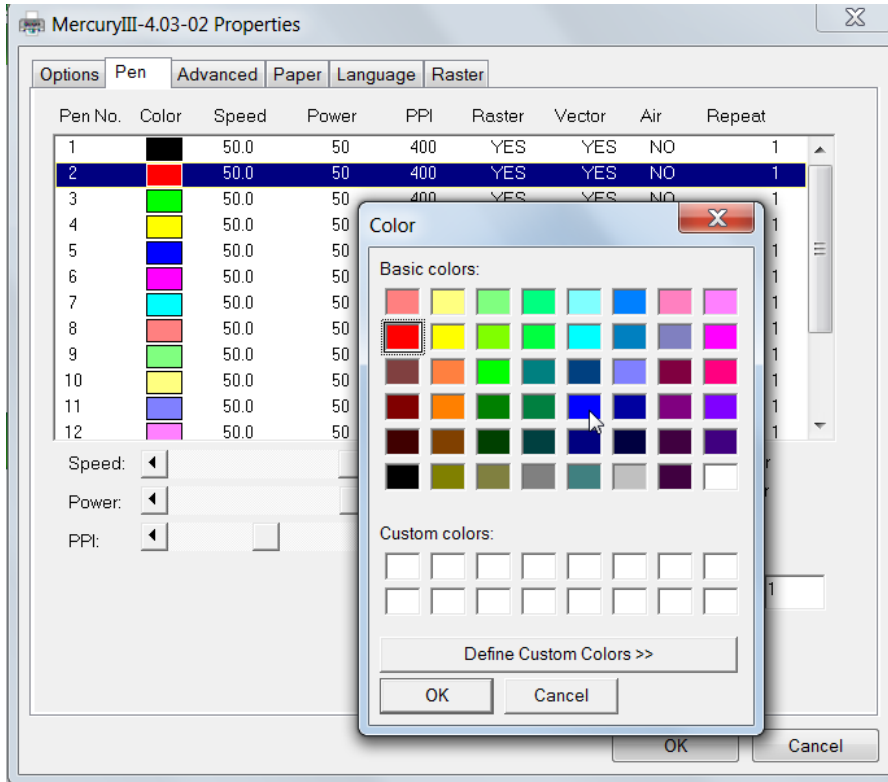 MercuryIII-4.03-02 Properties
Options Pen Advanced Paper Language Raster
Pen No. Color Speed Power PPI Raster Vector Air Repeat
1 50.0 50 400 YES YES NO 1
2 50.0 50 400 YES YES NO 1
3 50.0 50 400 YES YES NO 1
4 50.0 50 1
5 50.0 50 1
6 50.0 50 1
7 50.0 50 1
8 50.0 50 1
9 50.0 50 1
10 50.0 50 1
11 50.0 50 1
12 50.0 50 1
Color
Basic colors:
Custom colors:
Define Custom Colors >>
OK Cancel
Speed:
Power:
PPI:
1
OK Cancel